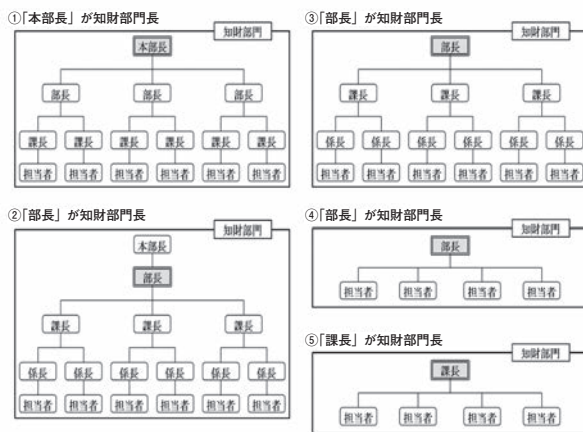 ①「本部長」が知財部門長
知財部門
本部長
部長 部長 部長
課長 課長 課長 課長 課長 課長
担当者 担当者 担当者 担当者 担当者 担当者
②「部長」が知財部門長
知財部門
本部長
部長
課長 課長 課長
係長 係長 係長 係長 係長 係長
担当者 担当者 担当者 担当者 担当者 担当者
③「部長」が知財部門長
知財部門
部長
課長 課長 課長
係長 係長 係長 係長 係長 係長
担当者 担当者 担当者 担当者 担当者 担当者
④「部長」が知財部門長
知財部門
部長
担当者 担当者 担当者 担当者
⑤「課長」が知財部門長
知財部門
課長
担当者 担当者 担当者 担当者